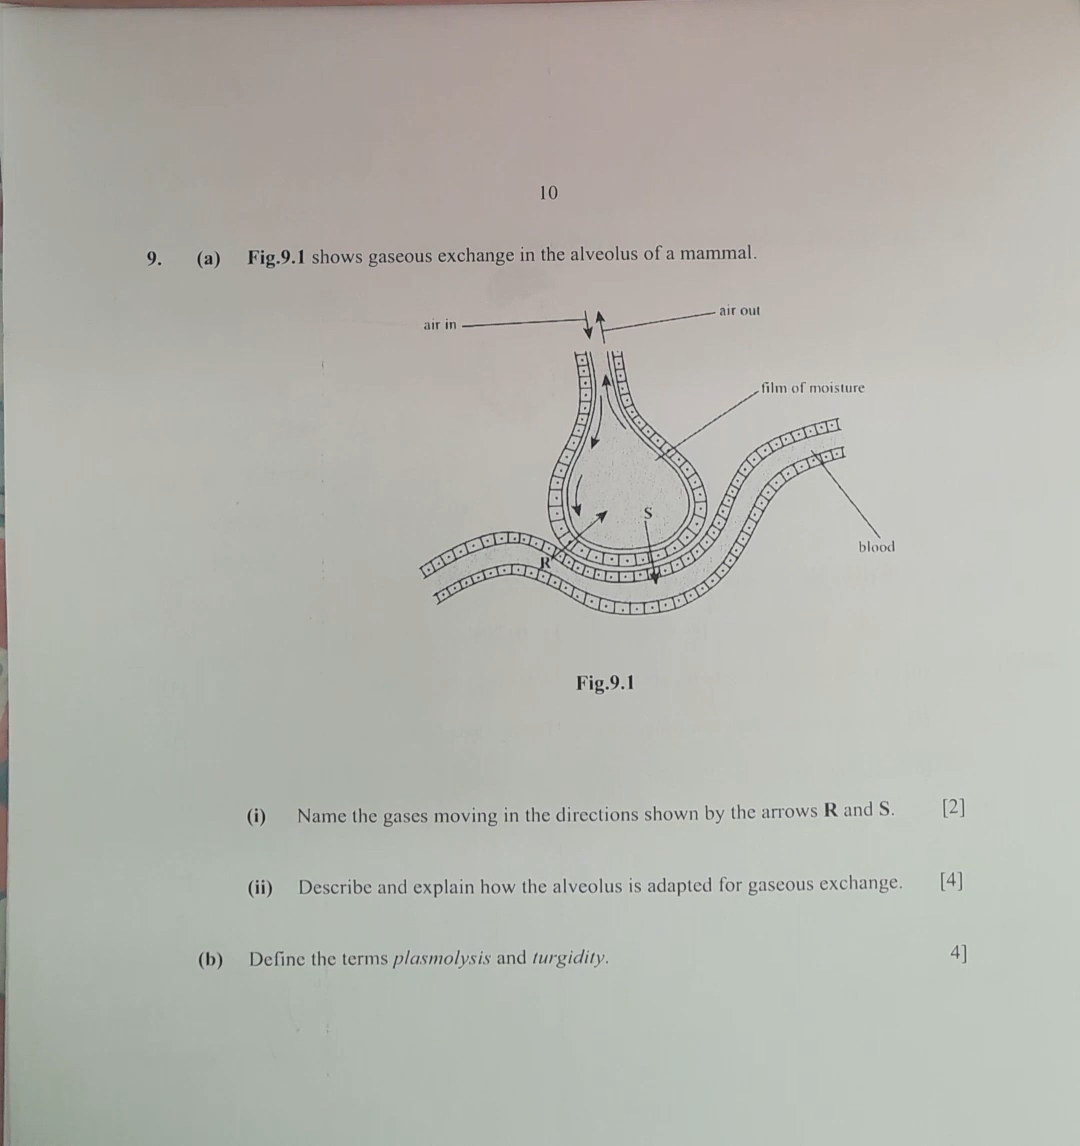 10
9. (a) Fig.9.1 shows gaseous exchange in the alveolus of a mammal.
air in
air out
film of moisture
S
R
blood
Fig.9.1
(i) Name the gases moving in the directions shown by the arrows R and S. [2]
(ii) Describe and explain how the alveolus is adapted for gaseous exchange. [4]
(b) Define the terms plasmolysis and turgidity. 4]